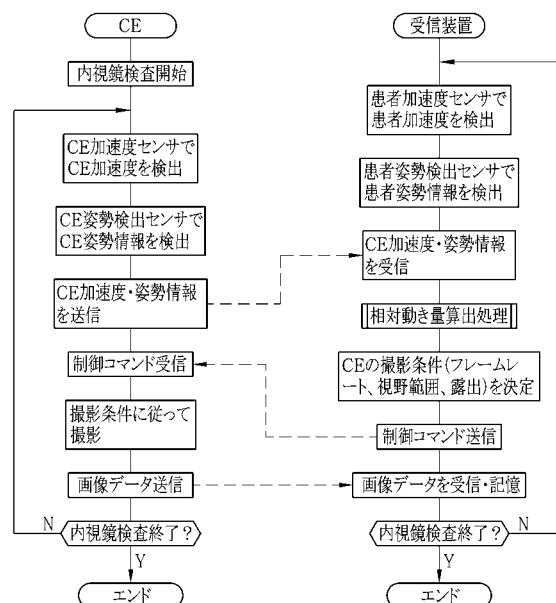 CE
内視鏡検査開始
CE加速度センサで
CE加速度を検出
CE姿勢検出センサで
CE姿勢情報を検出
CE加速度・姿勢情報
を送信
制御コマンド受信
撮影条件に従って
撮影
画像データ送信
N
内視鏡検査終了?
Y
エンド
受信装置
患者加速度センサで
患者加速度を検出
患者姿勢検出センサで
患者姿勢情報を検出
CE加速度・姿勢情報
を受信
相対動き量算出処理
CEの撮影条件(フレームレ
ート、視野範囲、露出)を決定
制御コマンド送信
画像データを受信・記憶
内視鏡検査終了?
N
Y
エンド